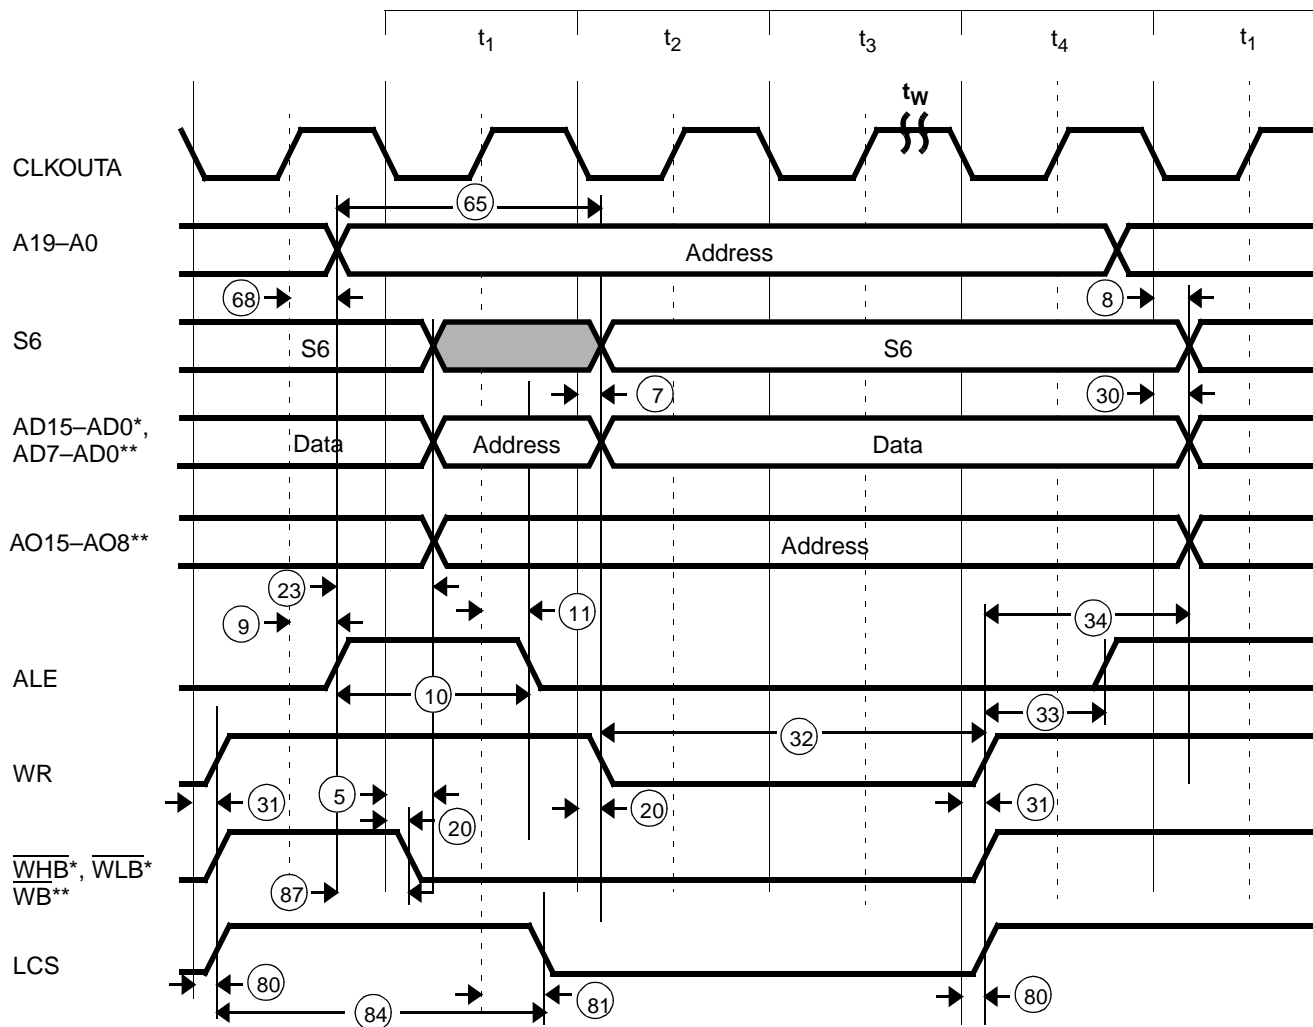 t1 t2 t3 t4 t1
tW
CLKOUTA
65
A19–A0 Address
68 8
S6 S6 S6
7 30
AD15–AD0*,
AD7–AD0** Data Address Data
AO15–AO8** Address
23 11 34
9
ALE
10 33
32
WR
31 5 20 31
20
WHB*, WLB*
WB**
87
LCS
80 81 80
84